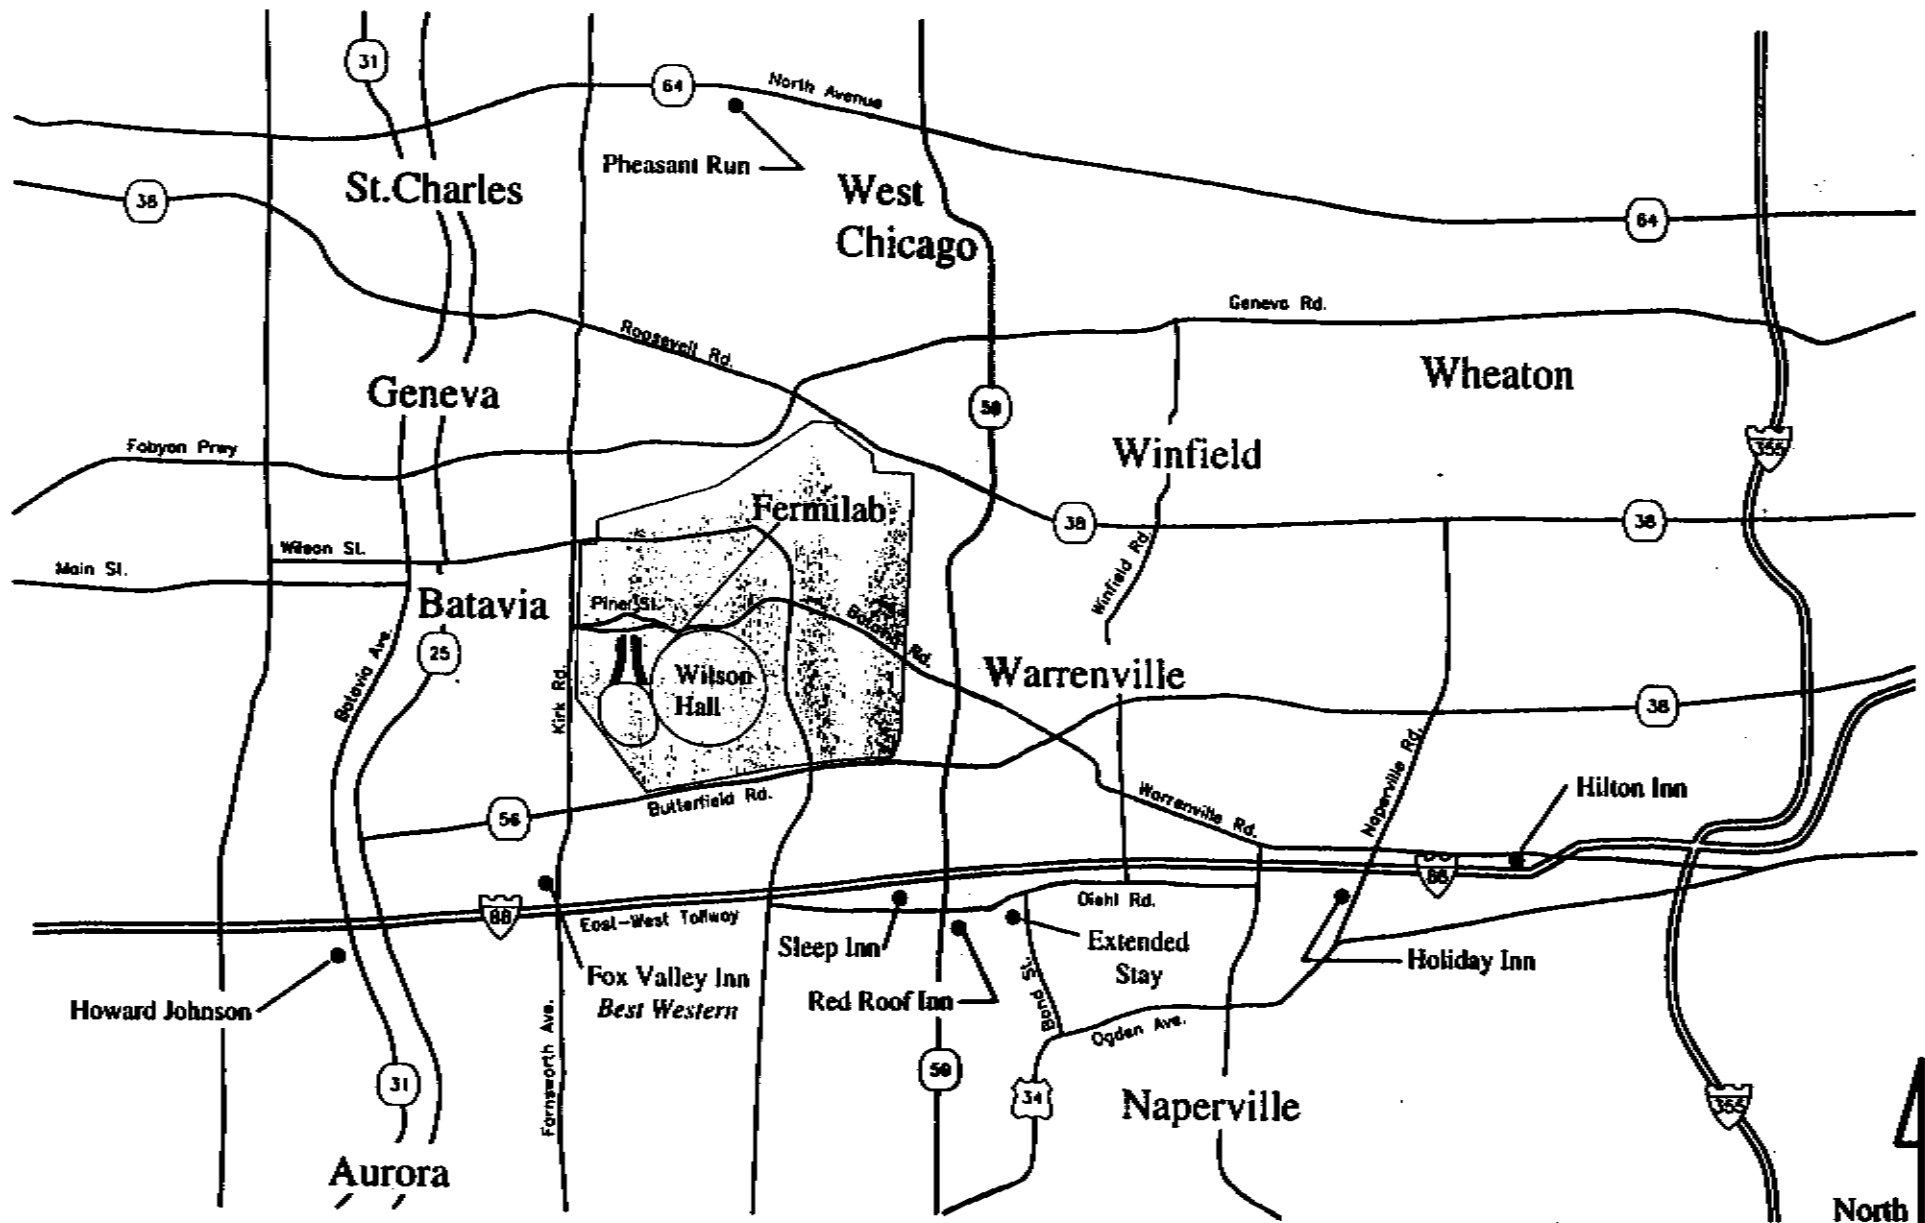 31
64
North Avenue
Pheasant Run
38
St.Charles
West
Chicago
64
Geneva Rd.
Roosevelt Rd.
Wheaton
Geneva
59
Fabyan Prwy
Winfield
355
Fermilab
38
38
Wilson St.
Main St.
Winfield Rd.
Batavia
Pine St.
Batavia Rd.
25
Batavia Ave.
Kirk Rd.
Wilson
Hall
Warrenville
38
Naperville Rd.
56
Butterfield Rd.
Warrenville Rd.
Hilton Inn
88
88
East-West Tollway
Diehl Rd.
Sleep Inn
Extended
Stay
Holiday Inn
Fox Valley Inn
Best Western
Howard Johnson
Red Roof Inn
Bond St.
Ogden Ave.
Farnsworth Ave.
31
59
34
Naperville
355
Aurora
North